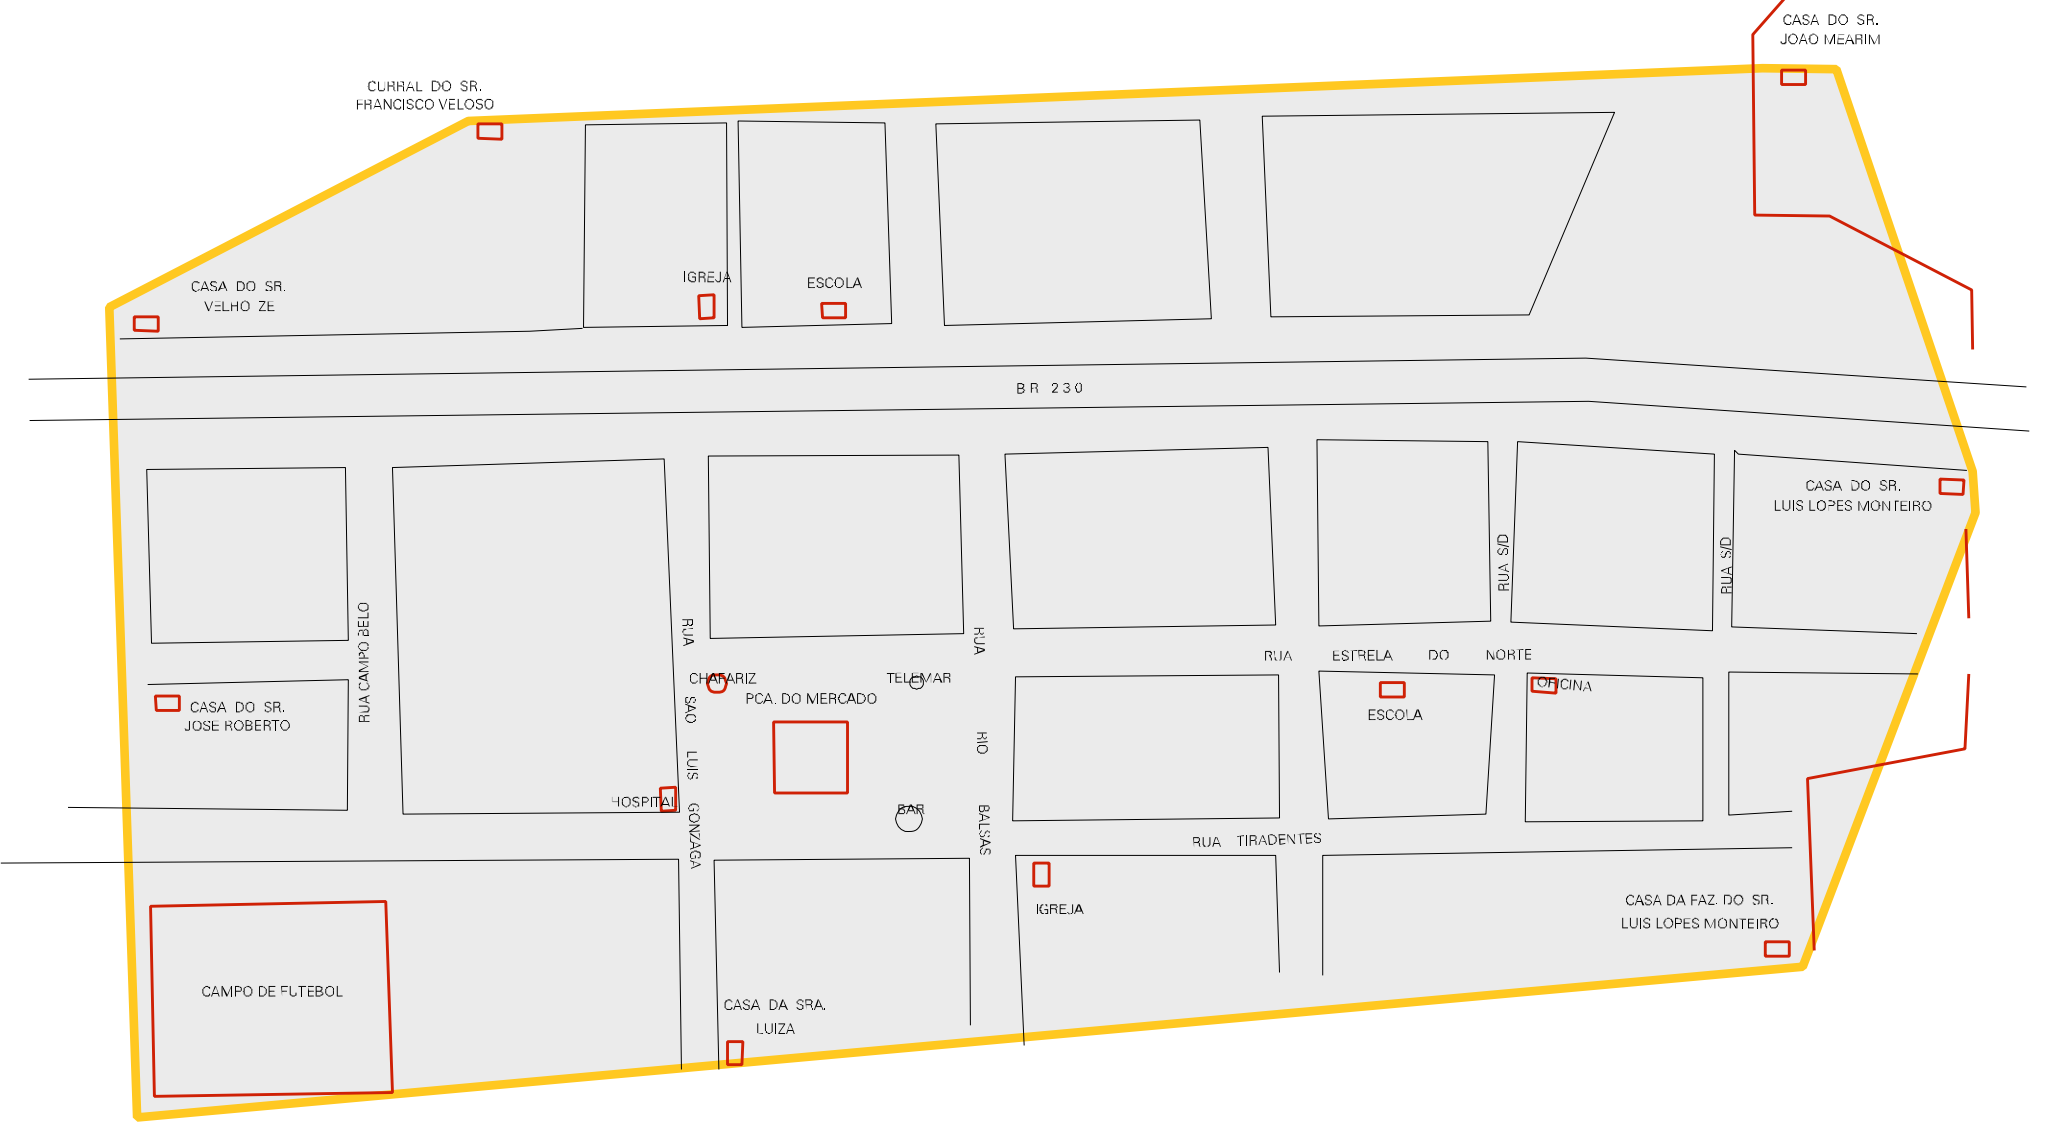 CASA DO SR.
JOAO MEARIM
CURRAL DO SR.
FRANCISCO VELOSO
CASA DO SR.
VELHO ZE
IGREJA
ESCOLA
BR 230
CASA DO SR.
LUIS LOPES MONTEIRO
RUA S/D
RUA S/D
RUA CAMPO BELO
RUA SAO LUIS GONZAGA
RUA RIO BALSAS
RUA ESTRELA DO NORTE
CHAFARIZ
TELEMAR
PCA. DO MERCADO
CASA DO SR.
JOSE ROBERTO
OFICINA
ESCOLA
HOSPITAL
BAR
RUA TIRADENTES
IGREJA
CASA DA FAZ. DO SR.
LUIS LOPES MONTEIRO
CAMPO DE FUTEBOL
CASA DA SRA.
LUIZA